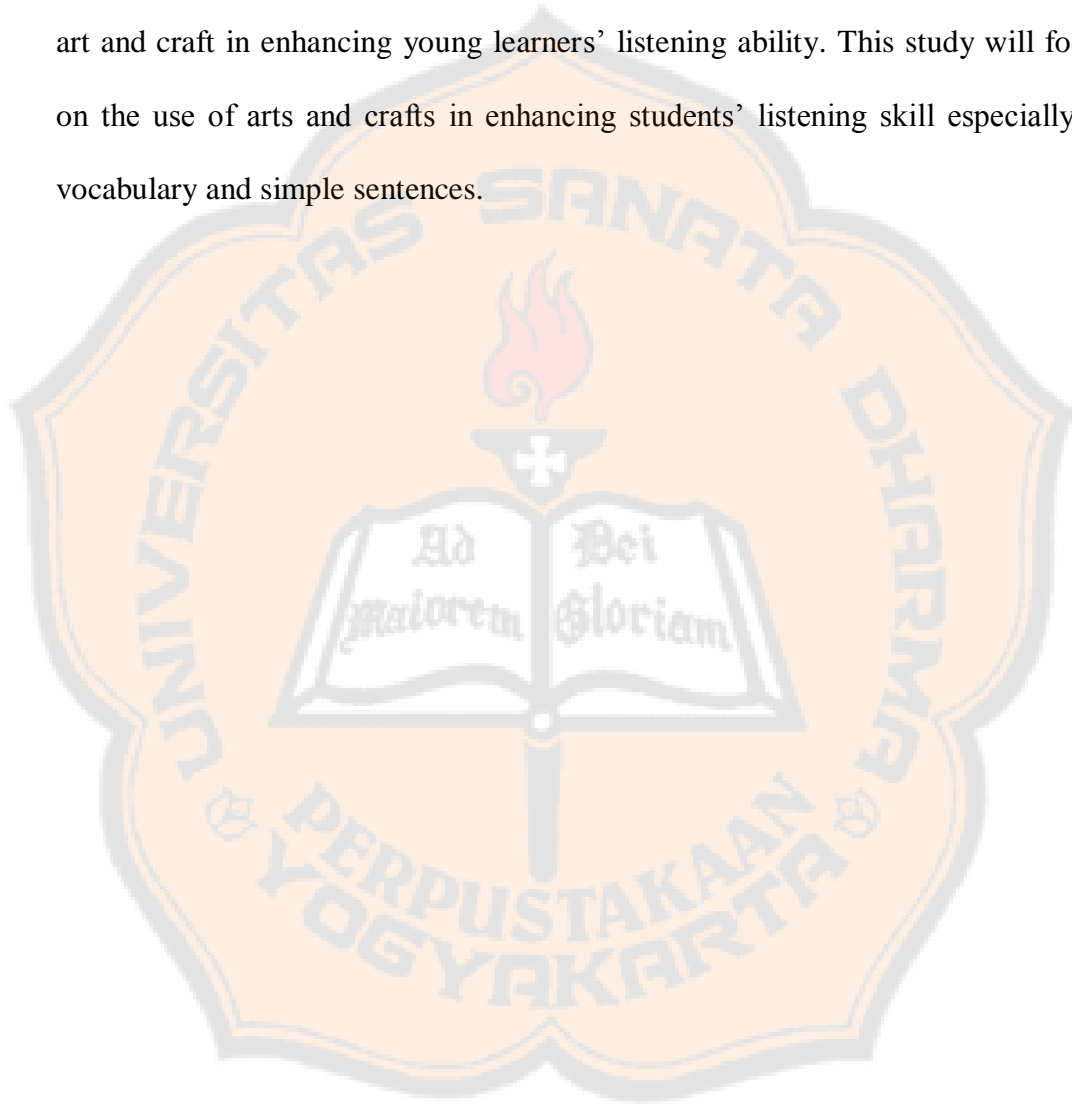 art and craft in enhancing young learners’ listening ability. This study will fo
on the use of arts and crafts in enhancing students’ listening skill especially
vocabulary and simple sentences.
UNIVERSITAS SANATA DHARMA
Ad Dei
Maiorem Gloriam
PERPUSTAKAAN
YOGYAKARTA